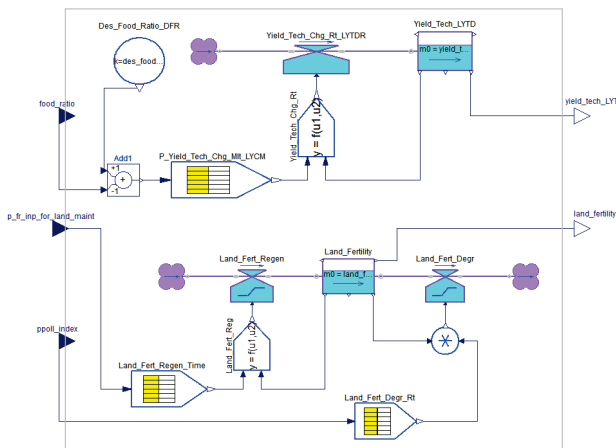 Des_Food_Ratio_DFR
k=des_food...
Yield_Tech_Chg_Rt_LYTDR
Yield_Tech_LYTD
m0 = yield_t...
food_ratio
yield_tech_LYT
Yield_Tech_Chg_Rt
y = f(u1,u2)
Add1
+1
+
-1
P_Yield_Tech_Chg_Mlt_LYCM
p_fr_inp_for_land_maint
land_fertility
Land_Fert_Regen
Land_Fertility
m0 = land_f...
Land_Fert_Degr
ppoll_index
Land_Fert_Reg
y = f(u1,u2)
Land_Fert_Regen_Time
Land_Fert_Degr_Rt